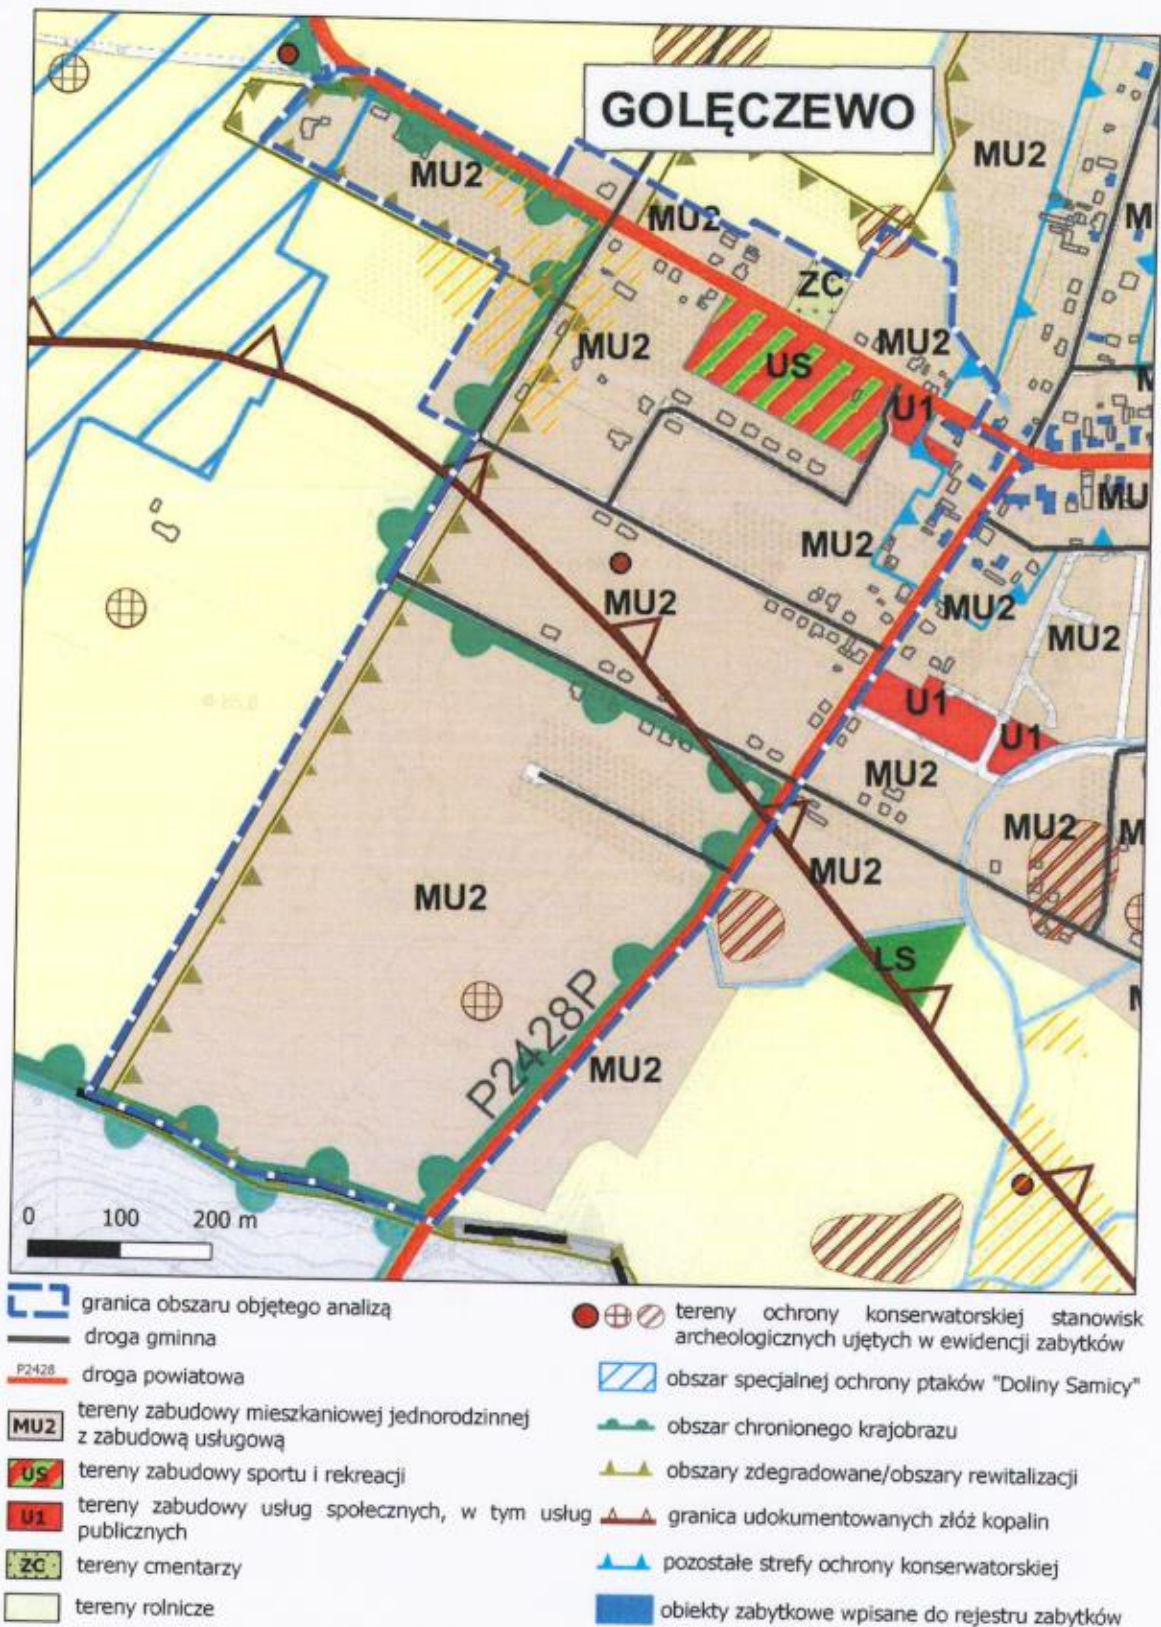 GOLĘCZEWO
MU2
MU2
MU2
M
ZC
MU2
MU2
US
U1
MU
MU2
MU2
MU2
MU2
U1
U1
MU2
MU2
M
MU2
MU2
LS
P2428P
MU2
0 100 200 m
granica obszaru objętego analizą
droga gminna
P2428
droga powiatowa
MU2
tereny zabudowy mieszkaniowej jednorodzinnej
z zabudową usługową
US
tereny zabudowy sportu i rekreacji
U1
tereny zabudowy usług społecznych, w tym usług
publicznych
ZC
tereny cmentarzy
tereny rolnicze
tereny ochrony konserwatorskiej stanowisk
archeologicznych ujętych w ewidencji zabytków
obszar specjalnej ochrony ptaków "Doliny Samicy"
obszar chronionego krajobrazu
obszary zdegradowane/obszary rewitalizacji
granica udokumentowanych złóż kopalin
pozostałe strefy ochrony konserwatorskiej
obiekty zabytkowe wpisane do rejestru zabytków